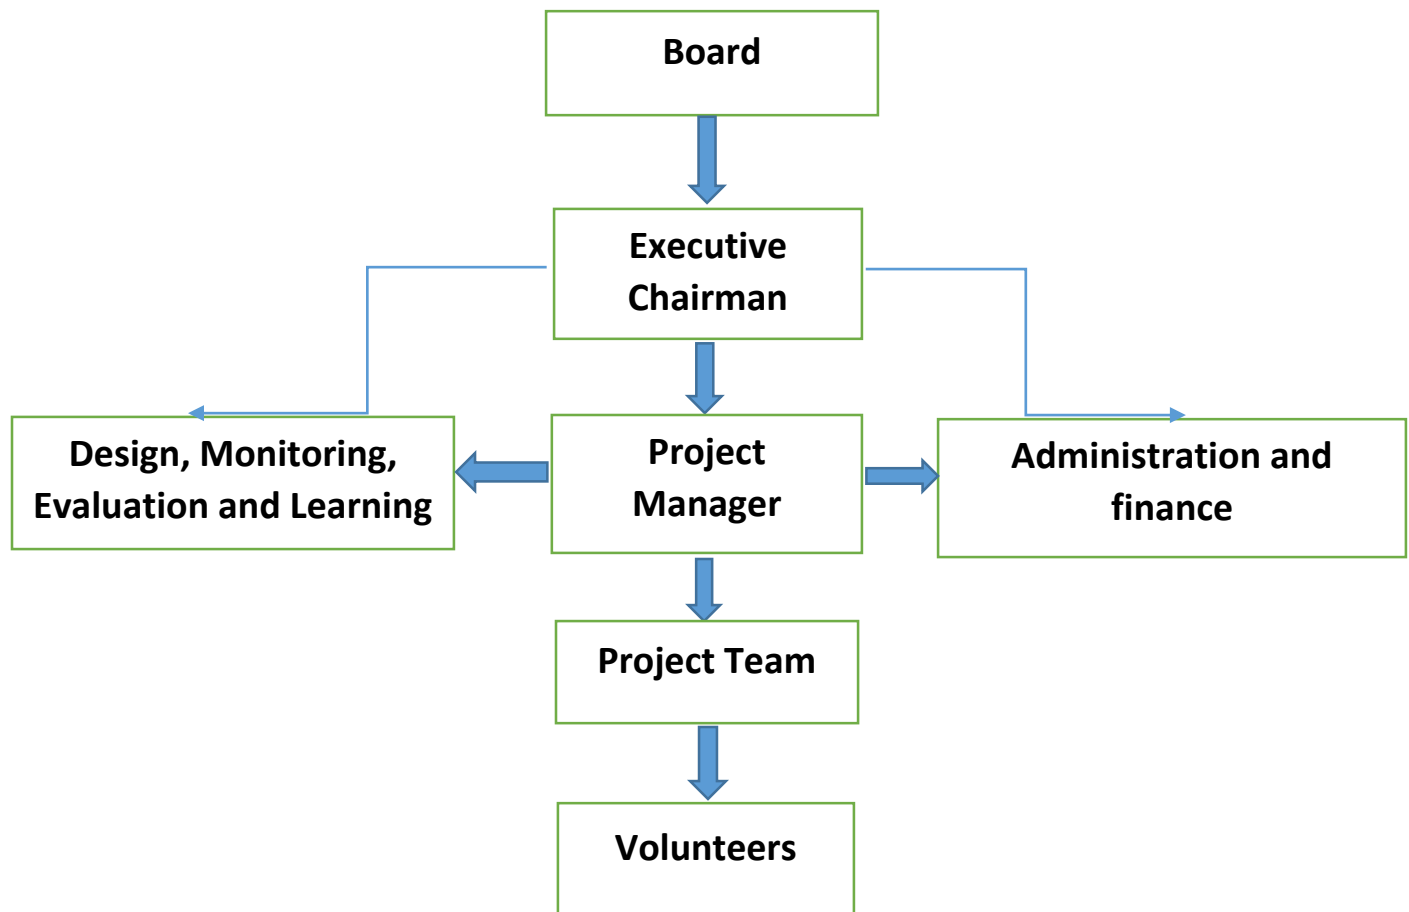 Board
Executive
Chairman
Design, Monitoring,
Evaluation and Learning
Project
Manager
Administration and
finance
Project Team
Volunteers